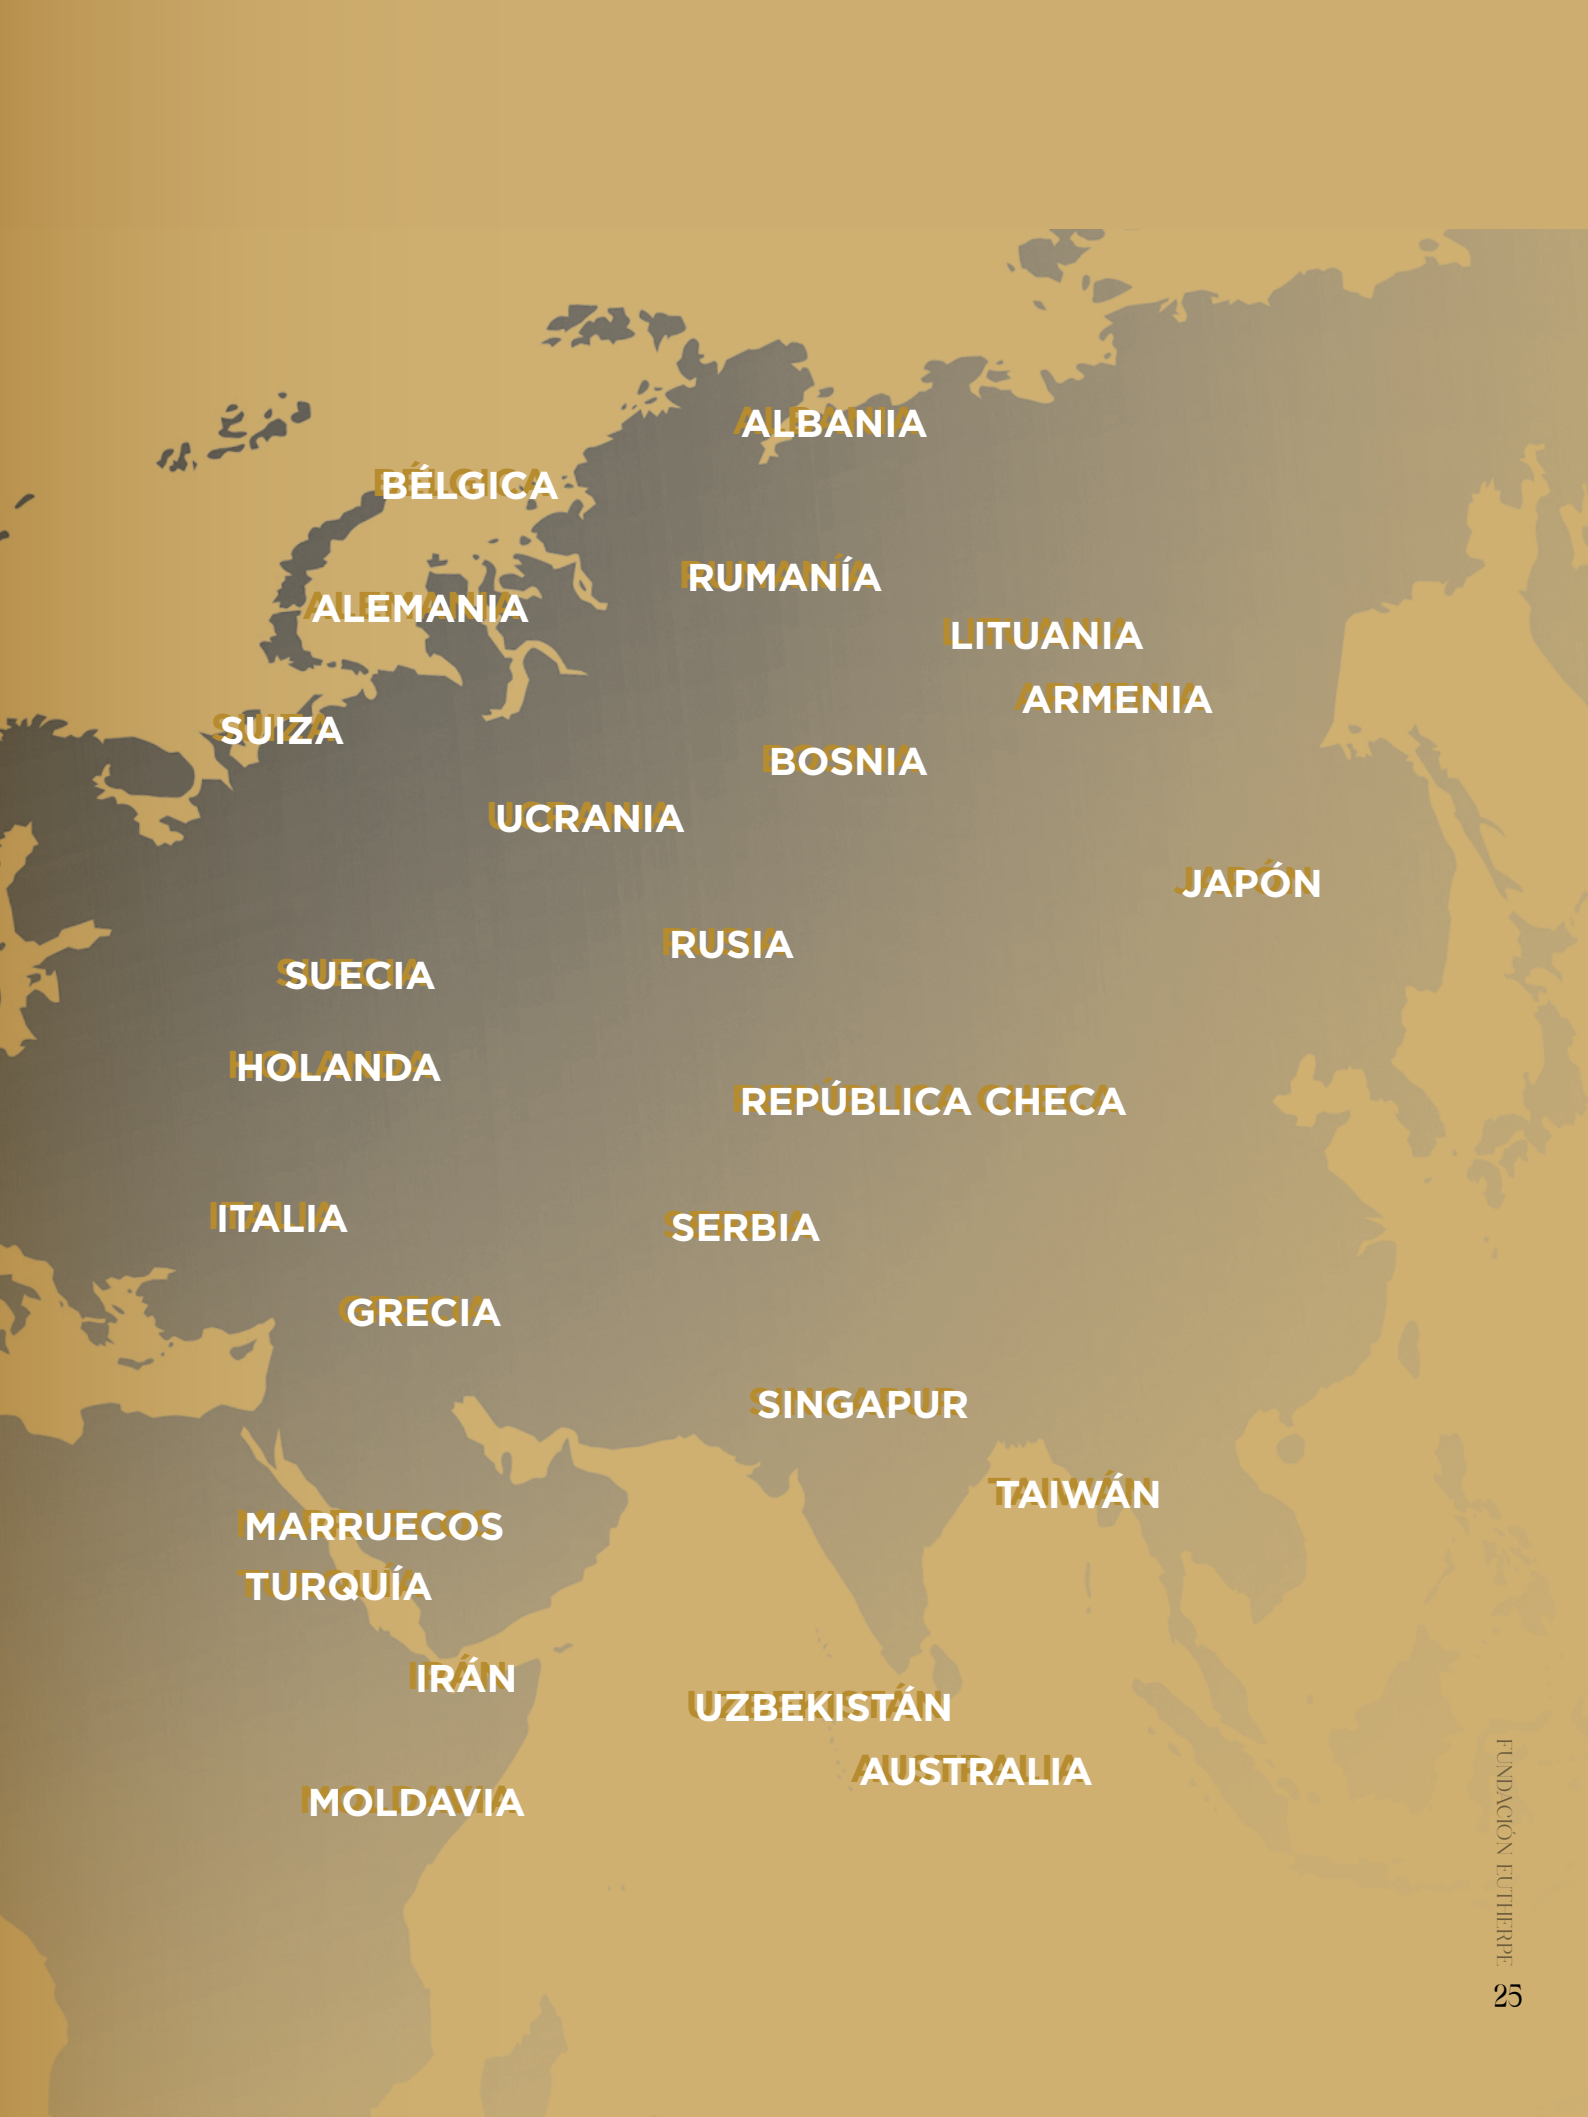 ALBANIA
BÉLGICA
RUMANÍA
ALEMANIA
LITUANIA
ARMENIA
SUIZA
BOSNIA
UCRANIA
JAPÓN
RUSIA
SUECIA
HOLANDA
REPÚBLICA CHECA
ITALIA
SERBIA
GRECIA
SINGAPUR
TAIWÁN
MARRUECOS
TURQUÍA
IRÁN
UZBEKISTÁN
AUSTRALIA
MOLDAVIA
FUNDACIÓN EUTHERPE
25